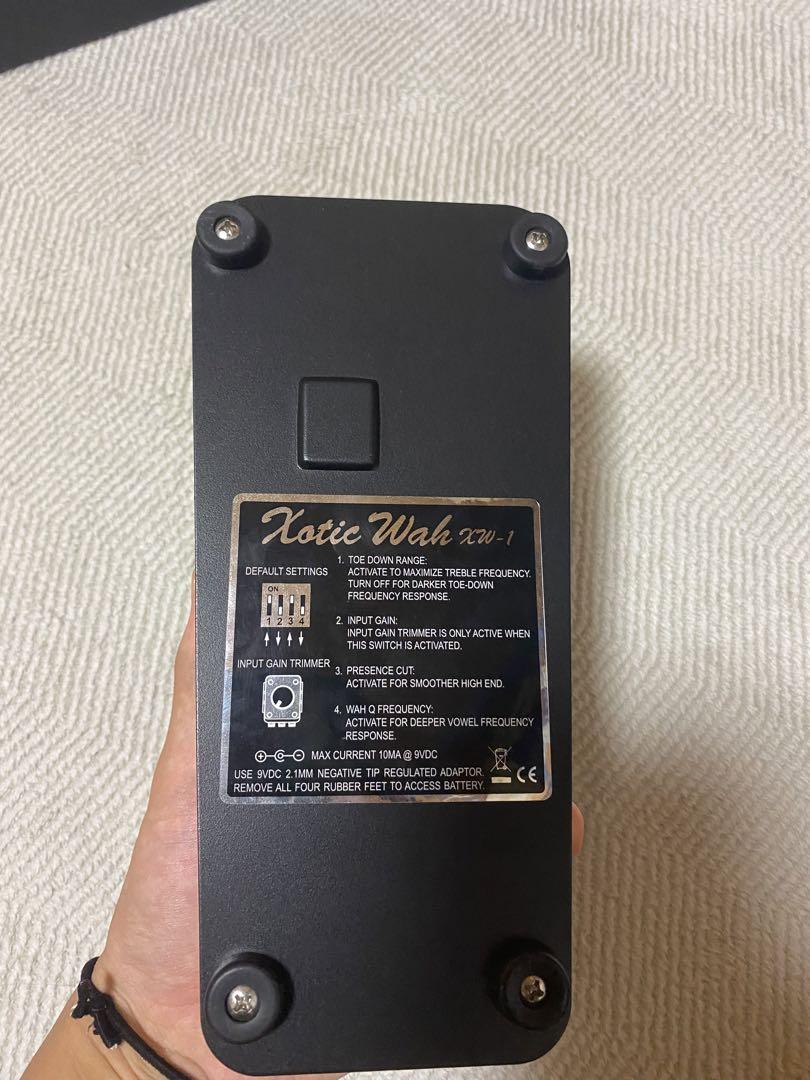 Xotic Wah XW-1
DEFAULT SETTINGS
ON
1 2 3 4
INPUT GAIN TRIMMER
1. TOE DOWN RANGE:
ACTIVATE TO MAXIMIZE TREBLE FREQUENCY.
TURN OFF FOR DARKER TOE-DOWN
FREQUENCY RESPONSE.
2. INPUT GAIN:
INPUT GAIN TRIMMER IS ONLY ACTIVE WHEN
THIS SWITCH IS ACTIVATED.
3. PRESENCE CUT:
ACTIVATE FOR SMOOTHER HIGH END.
4. WAH Q FREQUENCY:
ACTIVATE FOR DEEPER VOWEL FREQUENCY
RESPONSE.
MAX CURRENT 10MA @ 9VDC
USE 9VDC 2.1MM NEGATIVE TIP REGULATED ADAPTOR.
REMOVE ALL FOUR RUBBER FEET TO ACCESS BATTERY.
CE